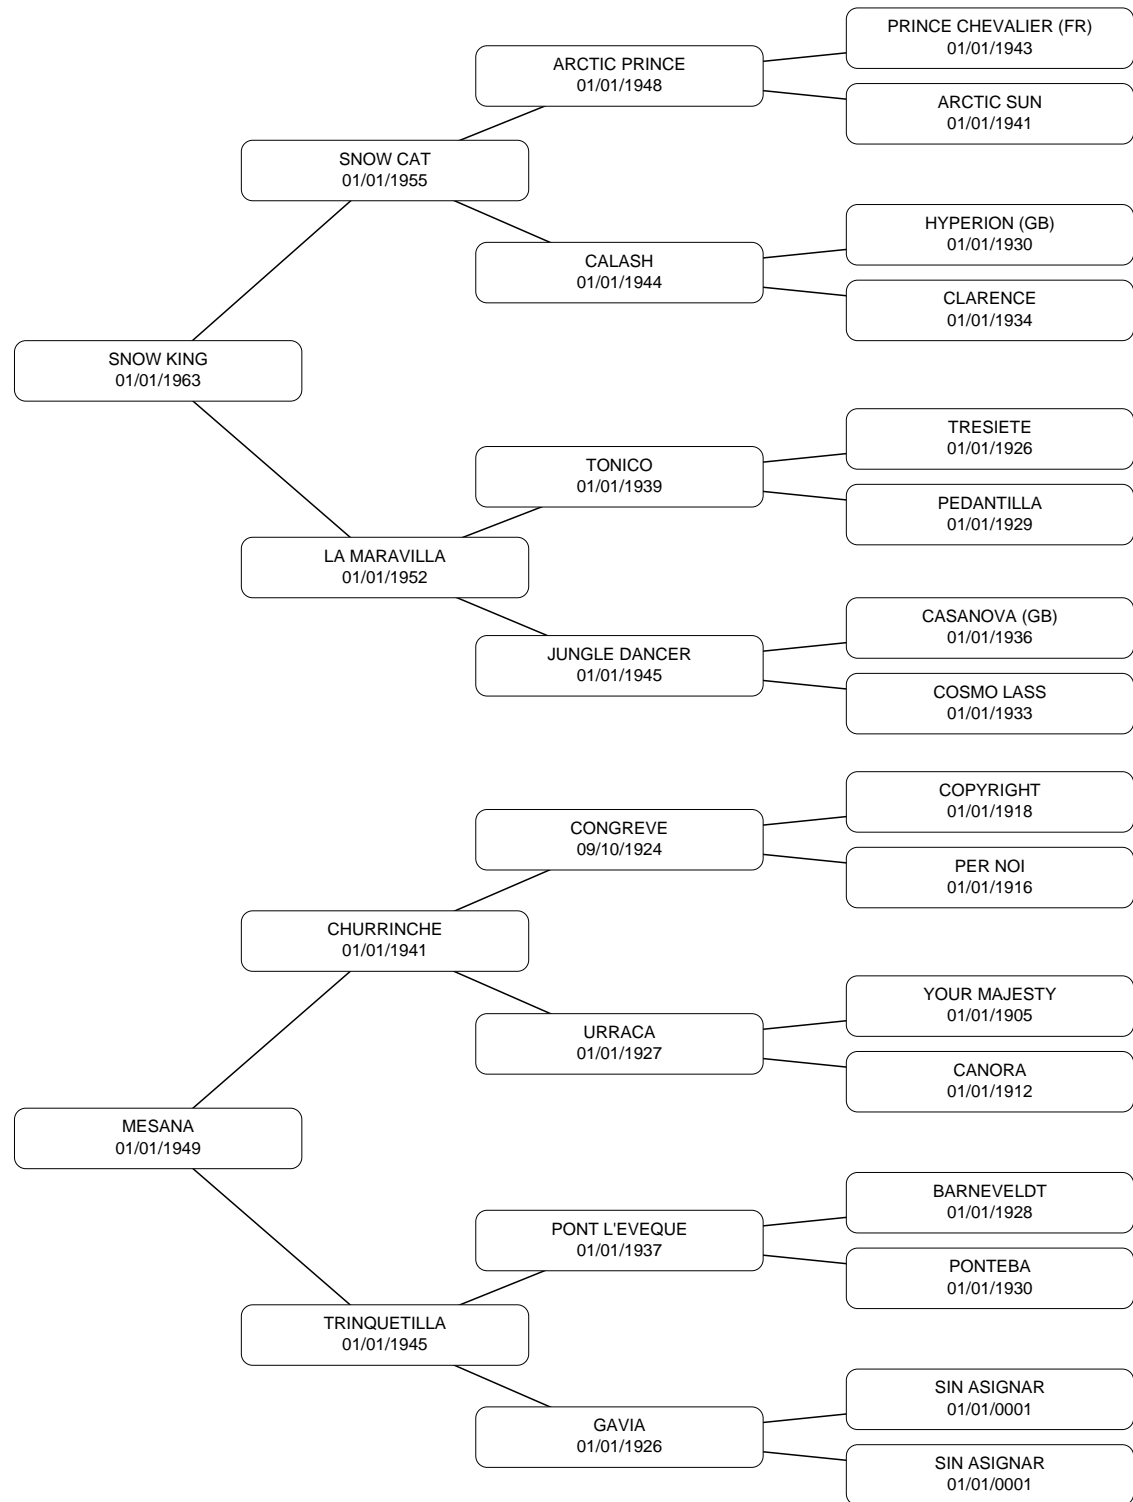 PRINCE CHEVALIER (FR)
01/01/1943
ARCTIC PRINCE
01/01/1948
ARCTIC SUN
01/01/1941
SNOW CAT
01/01/1955
HYPERION (GB)
01/01/1930
CALASH
01/01/1944
CLARENCE
01/01/1934
SNOW KING
01/01/1963
TRESIETE
01/01/1926
TONICO
01/01/1939
PEDANTILLA
01/01/1929
LA MARAVILLA
01/01/1952
CASANOVA (GB)
01/01/1936
JUNGLE DANCER
01/01/1945
COSMO LASS
01/01/1933
COPYRIGHT
01/01/1918
CONGREVE
09/10/1924
PER NOI
01/01/1916
CHURRINCHE
01/01/1941
YOUR MAJESTY
01/01/1905
URRACA
01/01/1927
CANORA
01/01/1912
MESANA
01/01/1949
BARNEVELDT
01/01/1928
PONT L'EVEQUE
01/01/1937
PONTEBA
01/01/1930
TRINQUETILLA
01/01/1945
SIN ASIGNAR
01/01/0001
GAVIA
01/01/1926
SIN ASIGNAR
01/01/0001